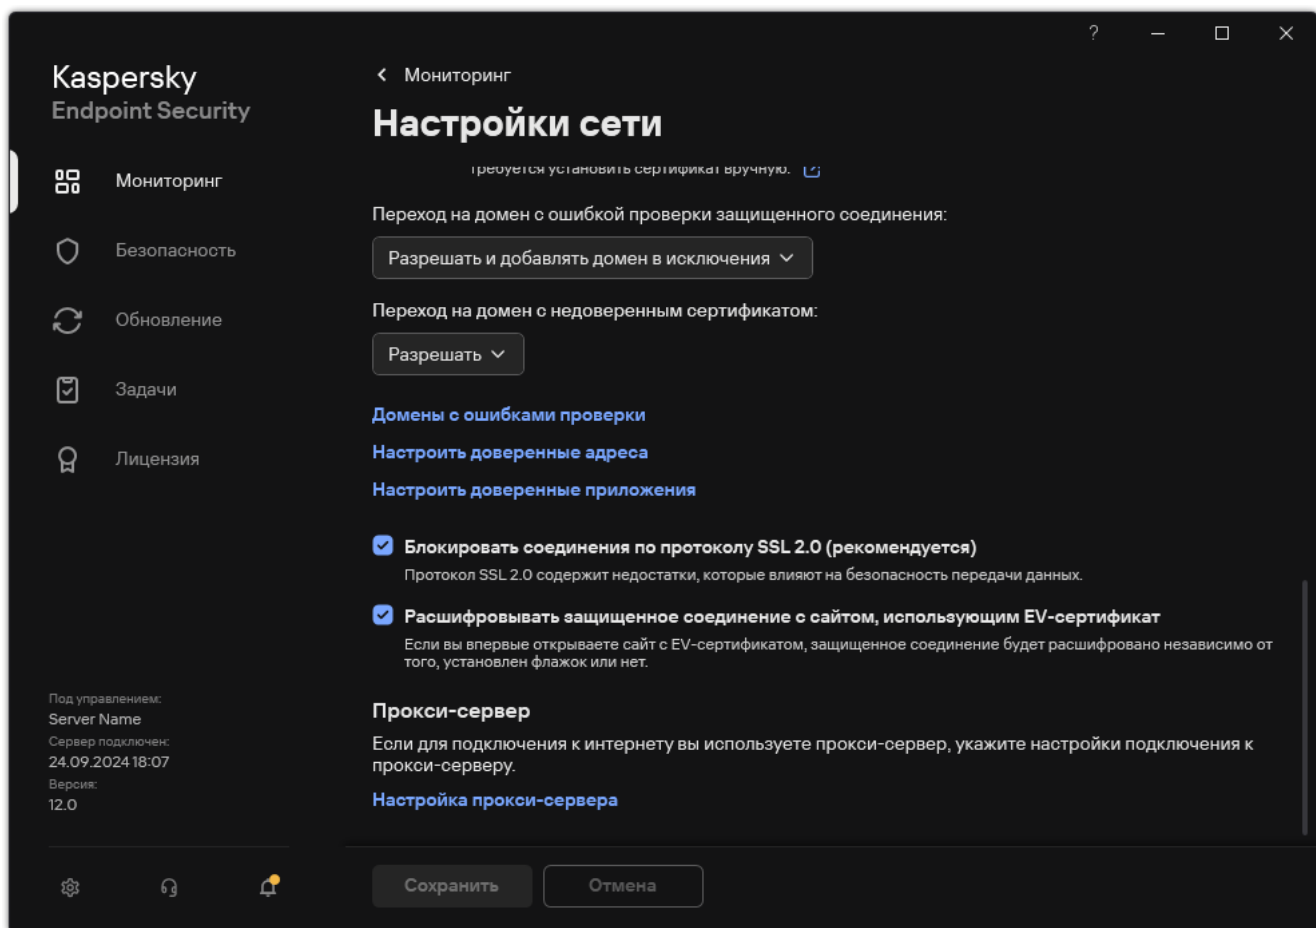 ?
Kaspersky
Endpoint Security
Мониторинг
Безопасность
Обновление
Задачи
Лицензия
Под управлением:
Server Name
Сервер подключен:
24.09.2024 18:07
Версия:
12.0
Мониторинг
Настройки сети
требуется установить сертификат вручную.
Переход на домен с ошибкой проверки защищенного соединения:
Разрешать и добавлять домен в исключения
Переход на домен с недоверенным сертификатом:
Разрешать
Домены с ошибками проверки
Настроить доверенные адреса
Настроить доверенные приложения
Блокировать соединения по протоколу SSL 2.0 (рекомендуется)
Протокол SSL 2.0 содержит недостатки, которые влияют на безопасность передачи данных.
Расшифровывать защищенное соединение с сайтом, использующим EV-сертификат
Если вы впервые открываете сайт с EV-сертификатом, защищенное соединение будет расшифровано независимо от
того, установлен флажок или нет.
Прокси-сервер
Если для подключения к интернету вы используете прокси-сервер, укажите настройки подключения к
прокси-серверу.
Настройка прокси-сервера
Сохранить
Отмена